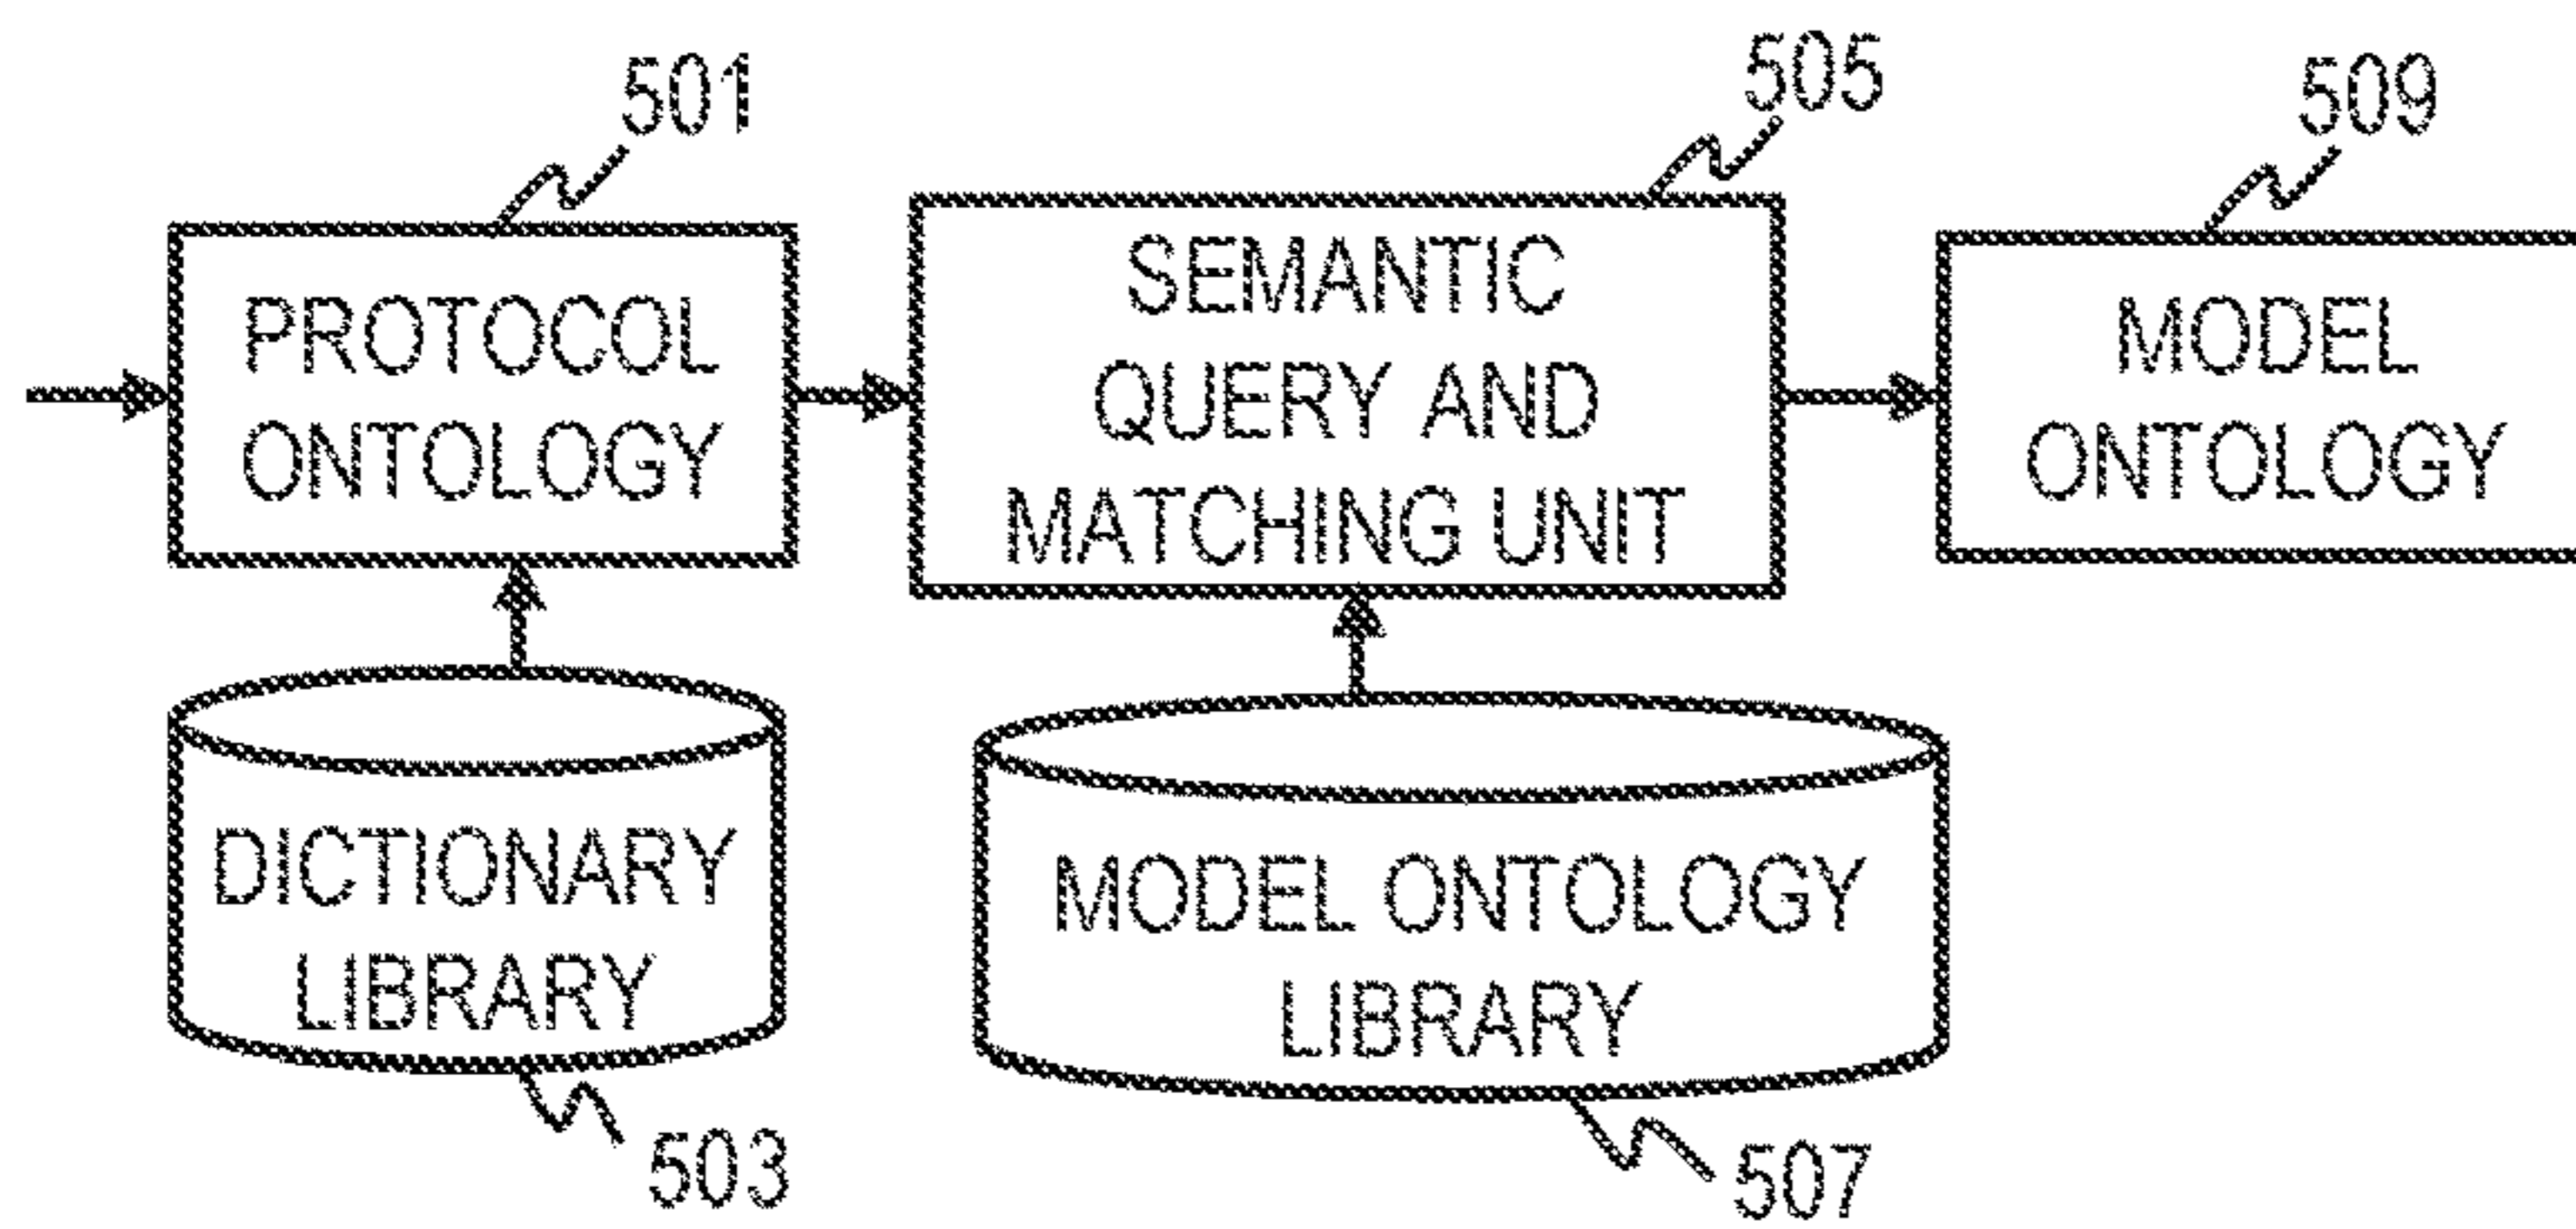 501
505
509
PROTOCOL
ONTOLOGY
SEMANTIC
QUERY AND
MATCHING UNIT
MODEL
ONTOLOGY
DICTIONARY
LIBRARY
MODEL ONTOLOGY
LIBRARY
503
507